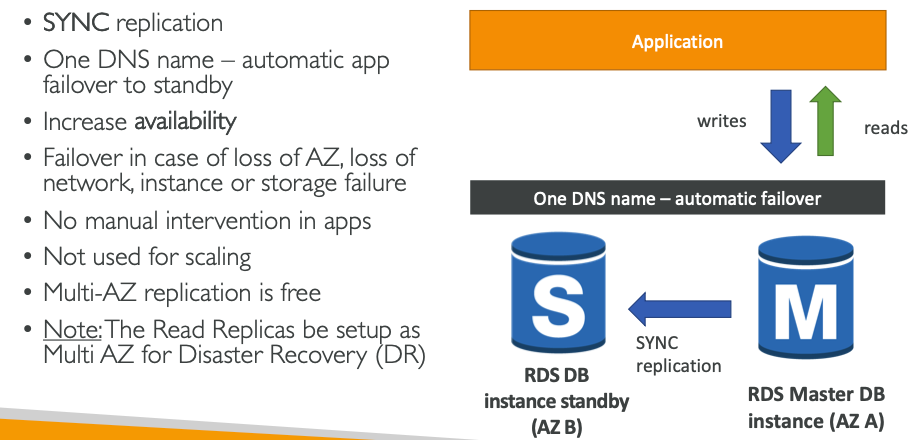 • SYNC replication
• One DNS name – automatic app
failover to standby
• Increase availability
• Failover in case of loss of AZ, loss of
network, instance or storage failure
• No manual intervention in apps
• Not used for scaling
• Multi-AZ replication is free
• Note: The Read Replicas be setup as
Multi AZ for Disaster Recovery (DR)
Application
writes
reads
One DNS name – automatic failover
S
M
SYNC
replication
RDS DB
instance standby
(AZ B)
RDS Master DB
instance (AZ A)